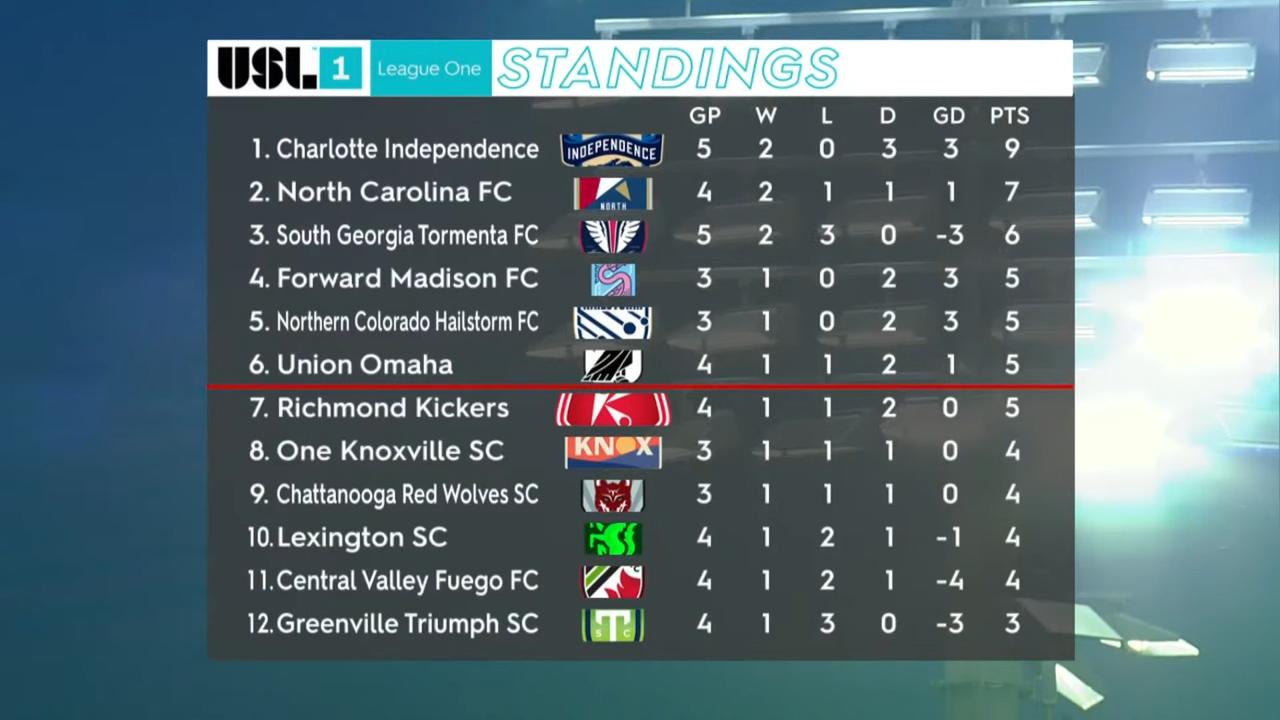 USL 1 League One STANDINGS
GP W L D GD PTS
1. Charlotte Independence INDEPENDENCE 5 2 0 3 3 9
2. North Carolina FC NORTH 4 2 1 1 1 7
3. South Georgia Tormenta FC 5 2 3 0 -3 6
4. Forward Madison FC 3 1 0 2 3 5
5. Northern Colorado Hailstorm FC 3 1 0 2 3 5
6. Union Omaha 4 1 1 2 1 5
7. Richmond Kickers K 4 1 1 2 0 5
8. One Knoxville SC KNOX 3 1 1 1 0 4
9. Chattanooga Red Wolves SC 3 1 1 1 0 4
10. Lexington SC 4 1 2 1 -1 4
11. Central Valley Fuego FC 4 1 2 1 -4 4
12. Greenville Triumph SC T SC 4 1 3 0 -3 3